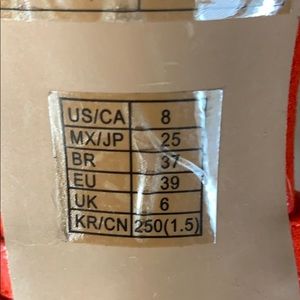 US/CA 8
MX/JP 25
BR 37
EU 39
UK 6
KR/CN 250(1.5)